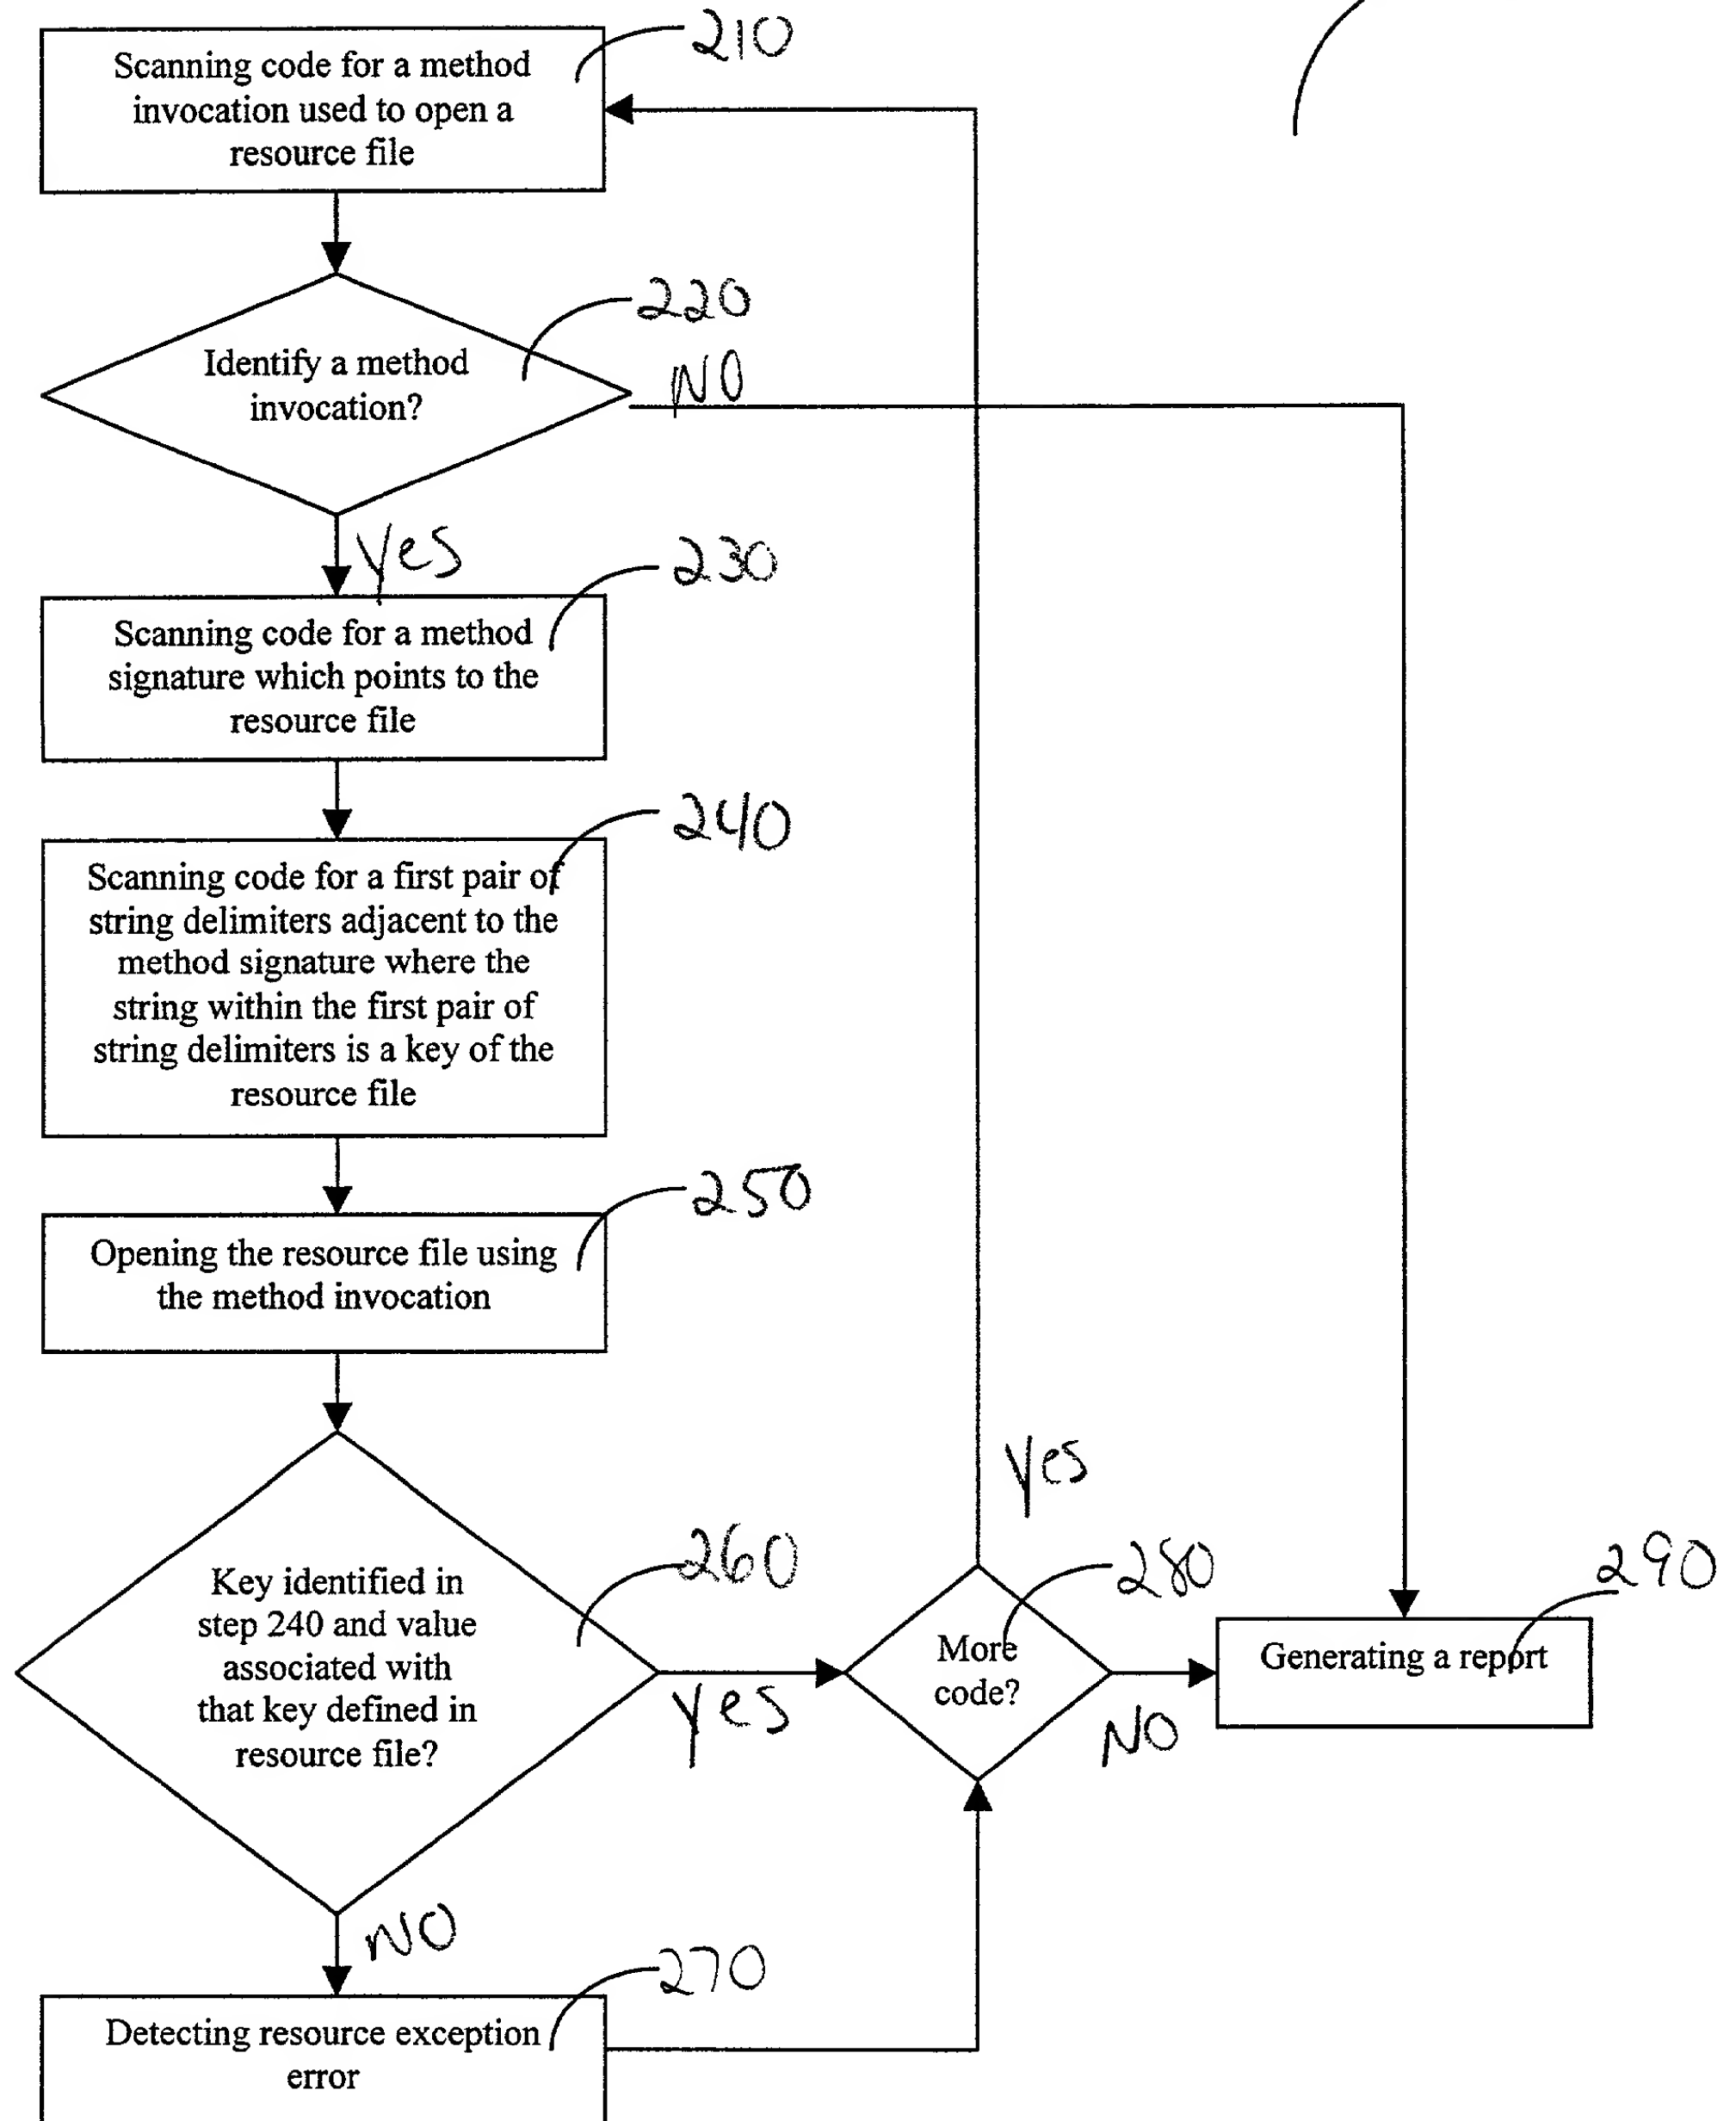 210
Scanning code for a method
invocation used to open a
resource file
220
Identify a method
invocation?
NO
Yes
230
Scanning code for a method
signature which points to the
resource file
240
Scanning code for a first pair of
string delimiters adjacent to the
method signature where the
string within the first pair of
string delimiters is a key of the
resource file
250
Opening the resource file using
the method invocation
260
Key identified in
step 240 and value
associated with
that key defined in
resource file?
Yes
Yes
280
More
code?
NO
290
Generating a report
NO
270
Detecting resource exception
error